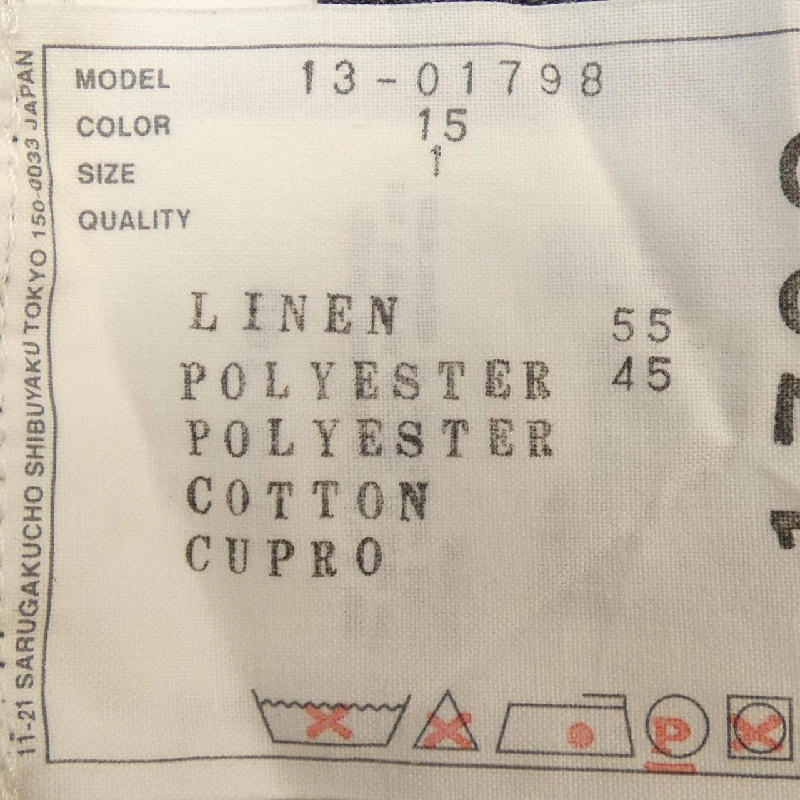 MODEL 13-01798
COLOR 15
SIZE 1
QUALITY
LINEN 55
POLYESTER 45
POLYESTER
COTTON
CUPRO
P
11-21 SARUGAKUCHO SHIBUYAKU TOKYO 150-0033 JAPAN